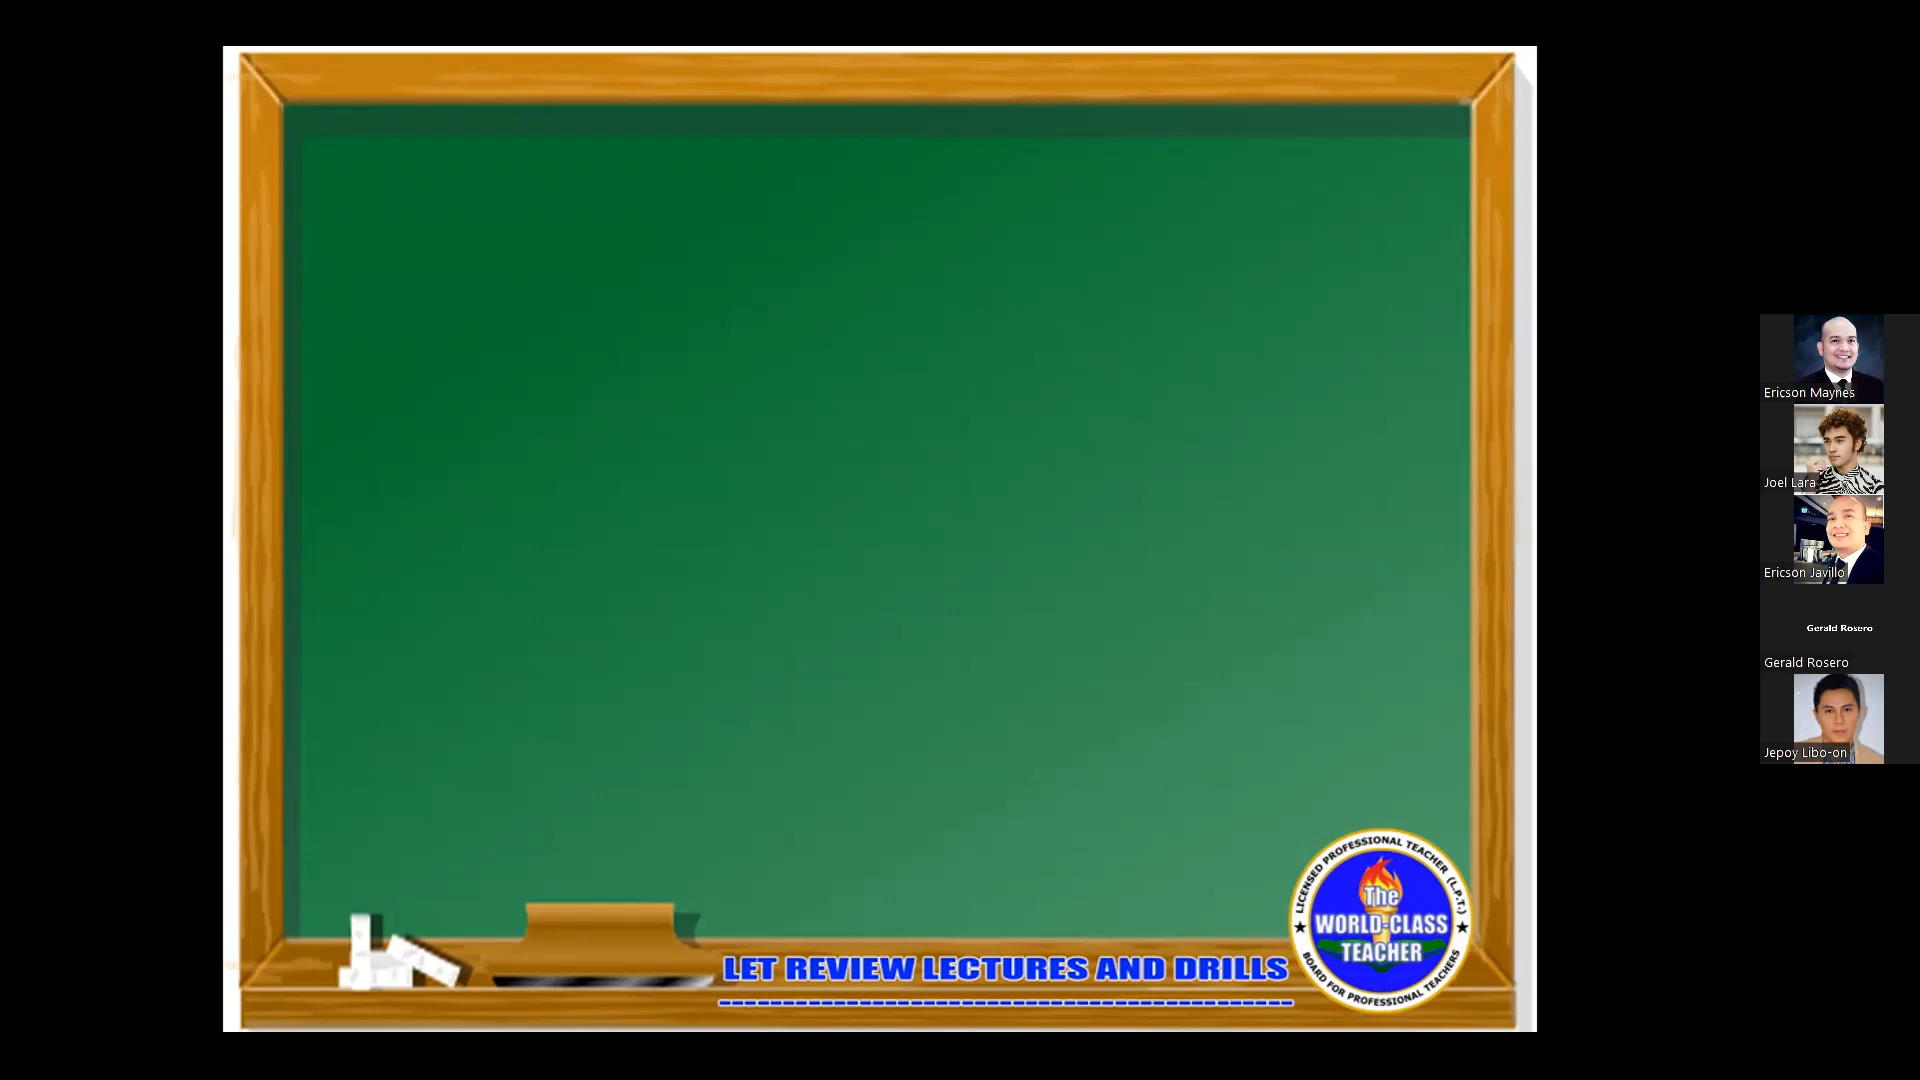 LET REVIEW LECTURES AND DRILLS
LICENSED PROFESSIONAL TEACHER (L.P.T.)
The
WORLD-CLASS
TEACHER
BOARD FOR PROFESSIONAL TEACHERS
Ericson Maynes
Joel Lara
Ericson Javillo
Gerald Rosero
Gerald Rosero
Jepoy Libo-on